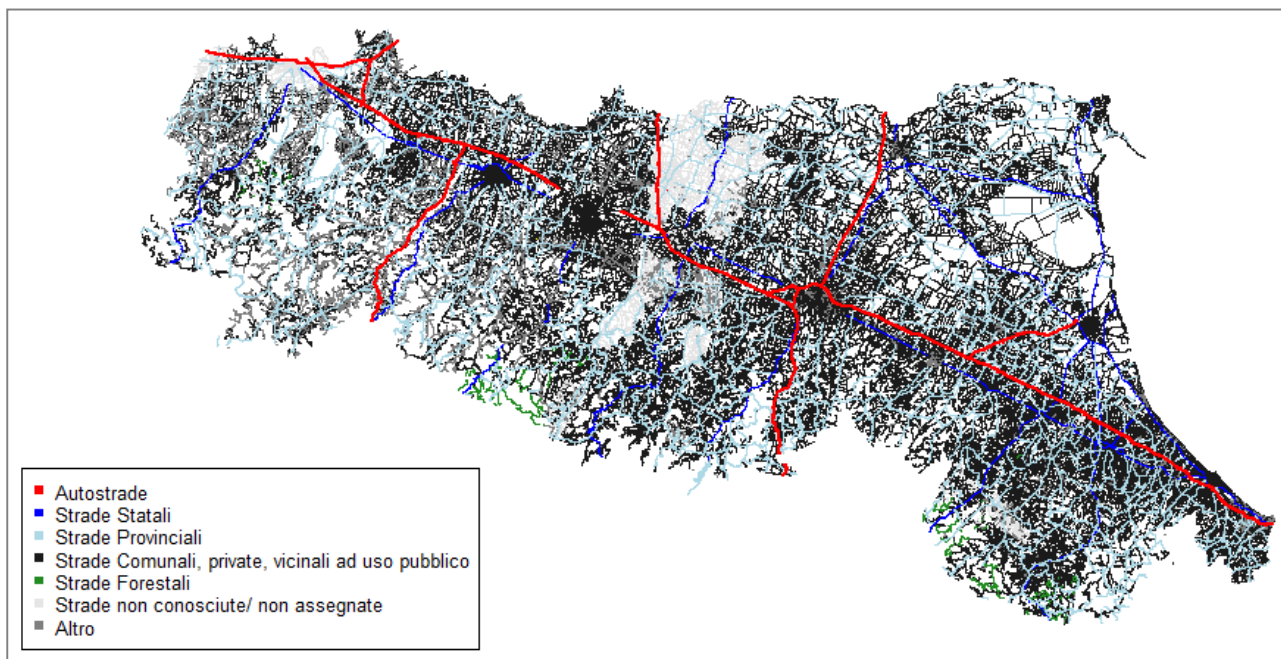 Autostrade
Strade Statali
Strade Provinciali
Strade Comunali, private, vicinali ad uso pubblico
Strade Forestali
Strade non conosciute/ non assegnate
Altro